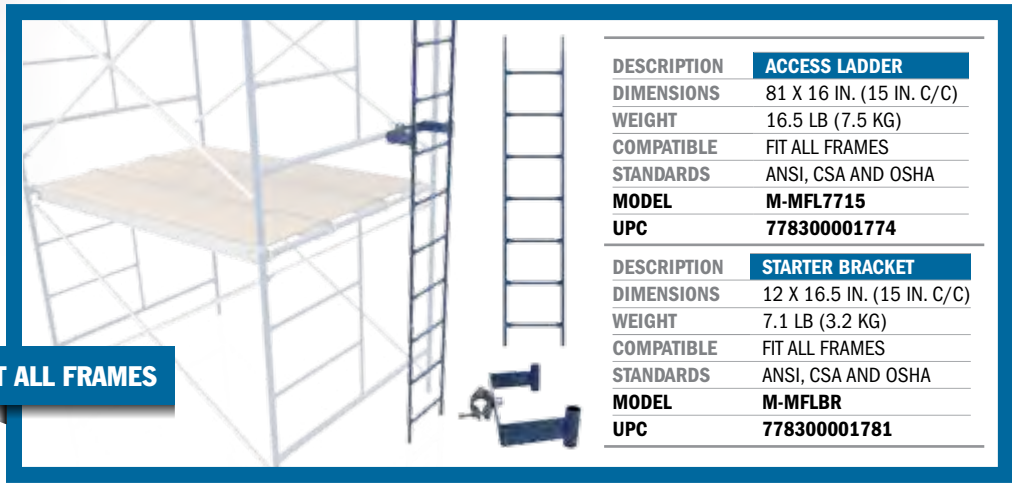 DESCRIPTION ACCESS LADDER
DIMENSIONS 81 X 16 IN. (15 IN. C/C)
WEIGHT 16.5 LB (7.5 KG)
COMPATIBLE FIT ALL FRAMES
STANDARDS ANSI, CSA AND OSHA
MODEL M-MFL7715
UPC 778300001774
DESCRIPTION STARTER BRACKET
DIMENSIONS 12 X 16.5 IN. (15 IN. C/C)
WEIGHT 7.1 LB (3.2 KG)
COMPATIBLE FIT ALL FRAMES
STANDARDS ANSI, CSA AND OSHA
MODEL M-MFLBR
UPC 778300001781
T ALL FRAMES